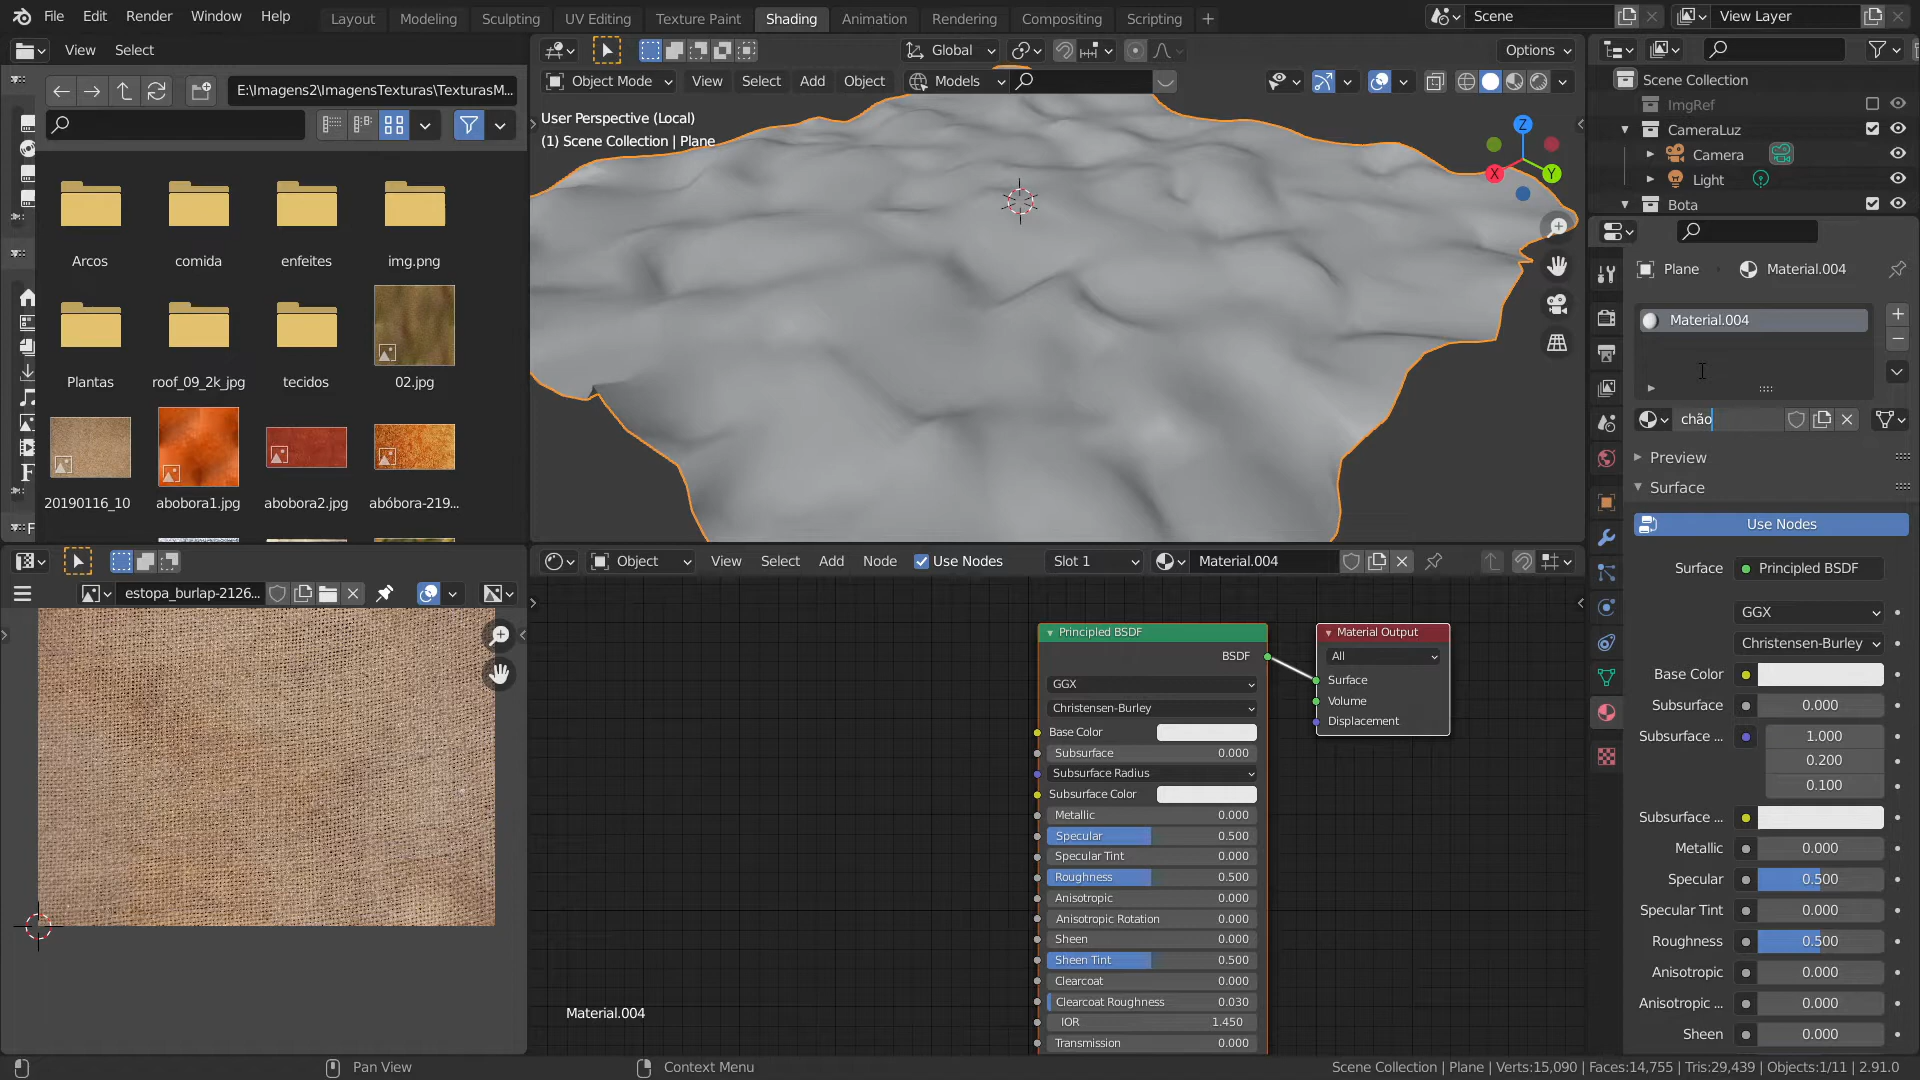 File Edit Render Window Help Layout Modeling Sculpting UV Editing Texture Paint Shading Animation Rendering Compositing Scripting + Scene View Layer
View Select
Global Options
Object Mode View Select Add Object Models
E:\Imagens2\ImagensTexturas\TexturasM...
User Perspective (Local)
(1) Scene Collection | Plane
Z
X
Y
Arcos comida enfeites img.png
Plantas roof_09_2k_jpg tecidos 02.jpg
20190116_10 abobora1.jpg abobora2.jpg abóbora-219...
F
F
Scene Collection
ImgRef
CameraLuz
Camera
Light
Bota
Plane Material.004
Material.004
chão
Preview
Surface
Use Nodes
Surface Principled BSDF
GGX
Christensen-Burley
Base Color
Subsurface 0.000
Subsurface ... 1.000
0.200
0.100
Subsurface ...
Metallic 0.000
Specular 0.500
Specular Tint 0.000
Roughness 0.500
Anisotropic 0.000
Anisotropic ... 0.000
Sheen 0.000
estopa_burlap-2126...
Object View Select Add Node Use Nodes Slot 1 Material.004
Principled BSDF
BSDF
GGX
Christensen-Burley
Base Color
Subsurface 0.000
Subsurface Radius
Subsurface Color
Metallic 0.000
Specular 0.500
Specular Tint 0.000
Roughness 0.500
Anisotropic 0.000
Anisotropic Rotation 0.000
Sheen 0.000
Sheen Tint 0.500
Clearcoat 0.000
Clearcoat Roughness 0.030
IOR 1.450
Transmission 0.000
Material Output
All
Surface
Volume
Displacement
Material.004
Pan View Context Menu Scene Collection | Plane | Verts:15,090 | Faces:14,755 | Tris:29,439 | Objects:1/11 | 2.91.0